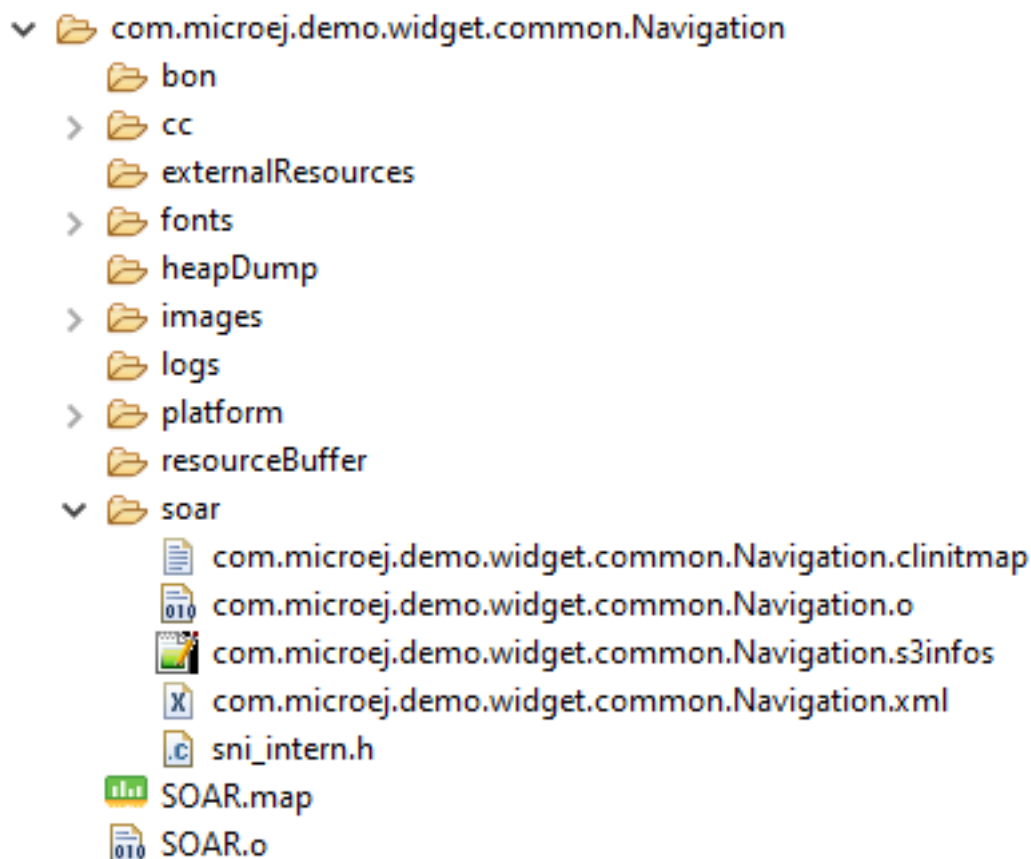 com.microej.demo.widget.common.Navigation
bon
cc
externalResources
fonts
heapDump
images
logs
platform
resourceBuffer
soar
com.microej.demo.widget.common.Navigation.clinitmap
com.microej.demo.widget.common.Navigation.o
com.microej.demo.widget.common.Navigation.s3infos
com.microej.demo.widget.common.Navigation.xml
sni_intern.h
SOAR.map
SOAR.o